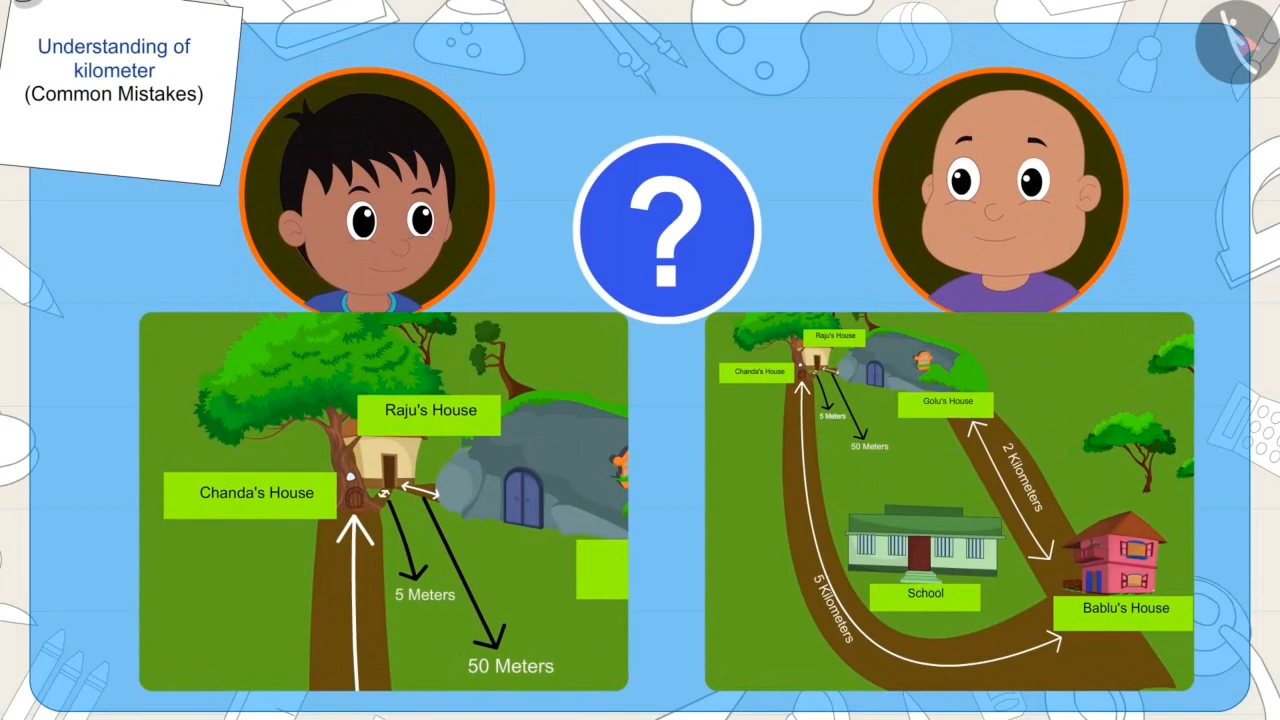 Understanding of
kilometer
(Common Mistakes)
?
Raju's House
Chanda's House
5 Meters
50 Meters
Raju's House
Chanda's House
Golu's House
5 Meters
50 Meters
2 Kilometers
School
5 Kilometers
Bablu's House